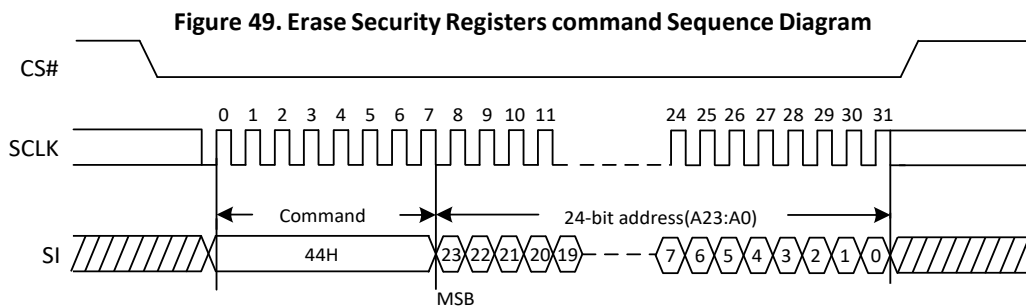 Figure 49. Erase Security Registers command Sequence Diagram
CS#
0 1 2 3 4 5 6 7 8 9 10 11 24 25 26 27 28 29 30 31
SCLK
Command 24-bit address(A23:A0)
SI 44H 23 22 21 20 19 7 6 5 4 3 2 1 0
MSB